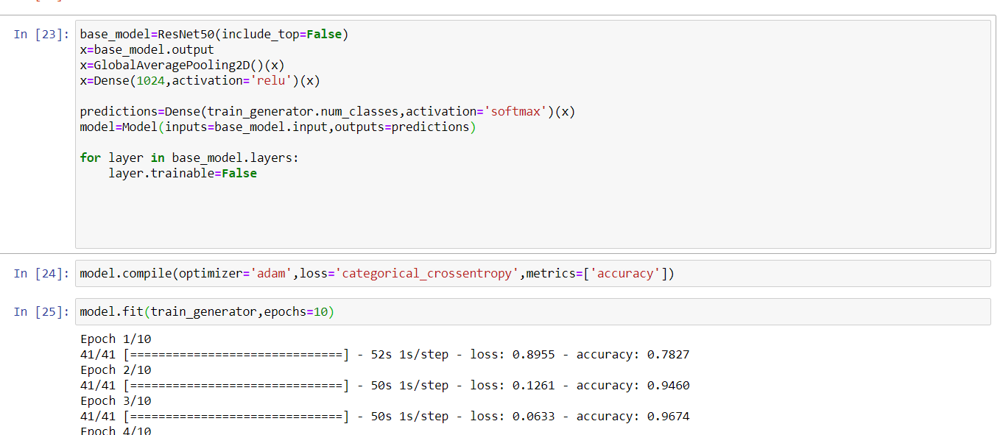 In [23]: base_model=ResNet50(include_top=False)
x=base_model.output
x=GlobalAveragePooling2D()(x)
x=Dense(1024,activation='relu')(x)
predictions=Dense(train_generator.num_classes,activation='softmax')(x)
model=Model(inputs=base_model.input,outputs=predictions)
for layer in base_model.layers:
    layer.trainable=False
In [24]: model.compile(optimizer='adam',loss='categorical_crossentropy',metrics=['accuracy'])
In [25]: model.fit(train_generator,epochs=10)
Epoch 1/10
41/41 [==============================] - 52s 1s/step - loss: 0.8955 - accuracy: 0.7827
Epoch 2/10
41/41 [==============================] - 50s 1s/step - loss: 0.1261 - accuracy: 0.9460
Epoch 3/10
41/41 [==============================] - 50s 1s/step - loss: 0.0633 - accuracy: 0.9674
Epoch 4/10